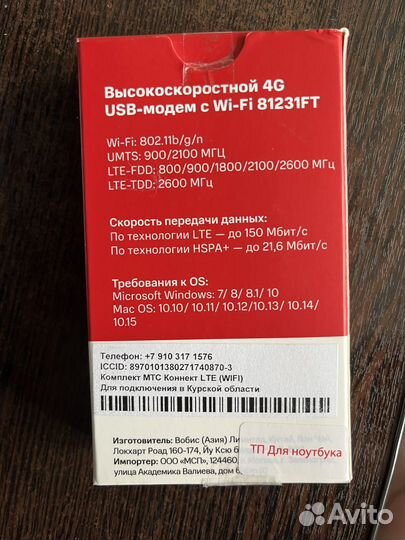 Высокоскоростной 4G
USB-модем с Wi-Fi 81231FT
Wi-Fi: 802.11b/g/n
UMTS: 900/2100 МГЦ
LTE-FDD: 800/900/1800/2100/2600 МГц
LTE-TDD: 2600 МГц
Скорость передачи данных:
По технологии LTE — до 150 Мбит/с
По технологии HSPA+ — до 21,6 Мбит/с
Требования к OS:
Microsoft Windows: 7/ 8/ 8.1/ 10
Mac OS: 10.10/ 10.11/ 10.12/10.13/ 10.14/
10.15
Телефон: +7 910 317 1576
ICCID: 8970101380271740870-3
Комплект МТС Коннект LTE (WIFI)
Для подключения в Курской области
Изготовитель: Вобис (Азия)
Локхарт Роад 160-174, Йу Ксю
Импортер: ООО «МСП», 124460,
улица Академика Валиева, дом 6,
ТП Для ноутбука
Avito